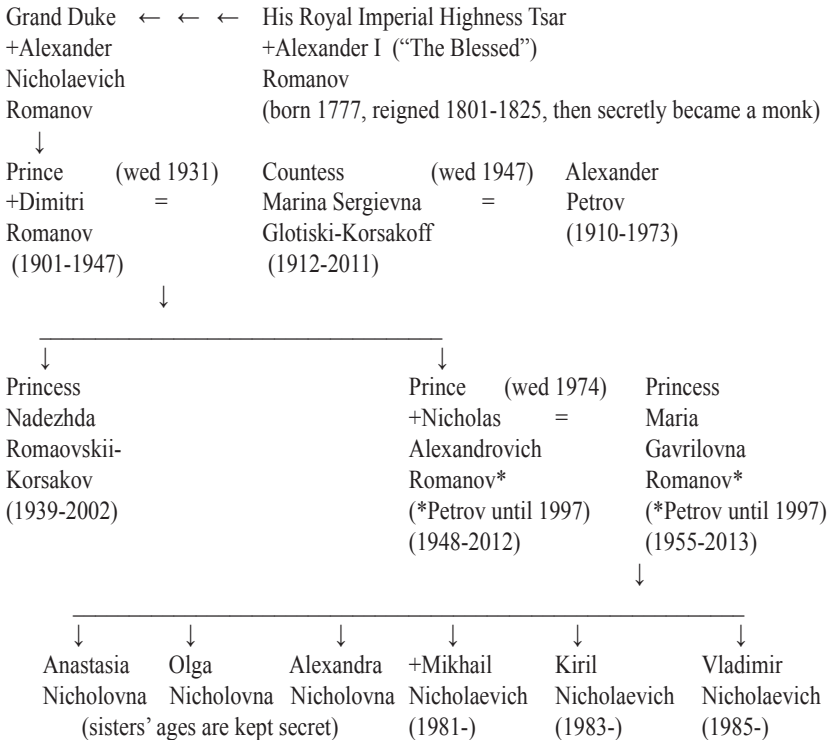 Grand Duke ← ← ← His Royal Imperial Highness Tsar
+Alexander +Alexander I (“The Blessed”)
Nicholaevich Romanov
Romanov (born 1777, reigned 1801-1825, then secretly became a monk)
↓
Prince (wed 1931) Countess (wed 1947) Alexander
+Dimitri = Marina Sergievna = Petrov
Romanov Glotiski-Korsakoff (1910-1973)
(1901-1947) (1912-2011)
↓
↓ ↓
Princess Prince (wed 1974) Princess
Nadezhda +Nicholas = Maria
Romaovskii- Alexandrovich Gavrilovna
Korsakov Romanov* Romanov*
(1939-2002) (*Petrov until 1997) (*Petrov until 1997)
(1948-2012) (1955-2013)
↓
↓ ↓ ↓ ↓ ↓ ↓
Anastasia Olga Alexandra +Mikhail Kiril Vladimir
Nicholovna Nicholovna Nicholovna Nicholaevich Nicholaevich Nicholaevich
(sisters’ ages are kept secret) (1981-) (1983-) (1985-)